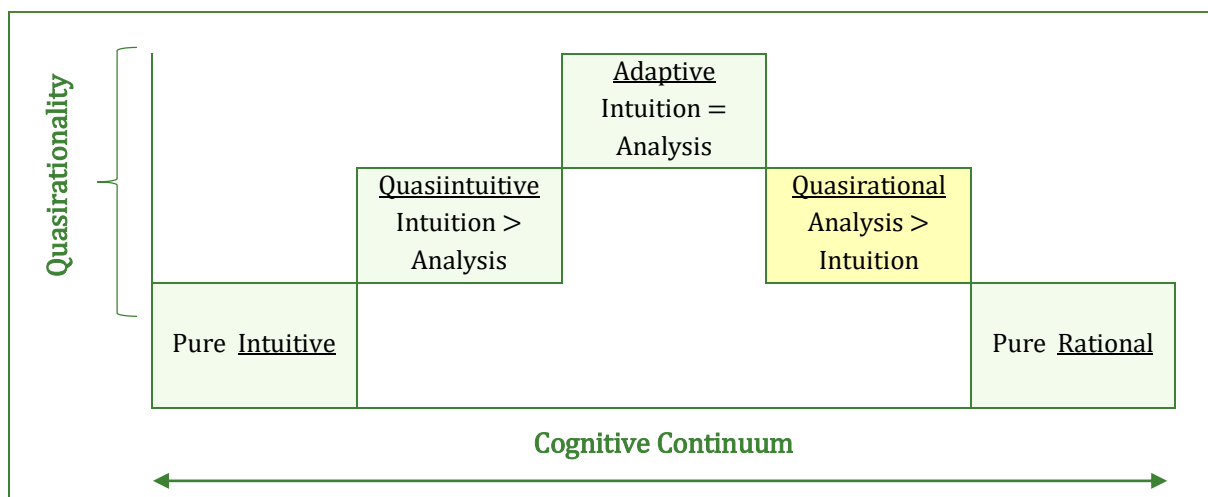 Quasirationality
Adaptive
Intuition =
Analysis
Quasiintuitive
Intuition >
Analysis
Quasirational
Analysis >
Intuition
Pure Intuitive
Pure Rational
Cognitive Continuum